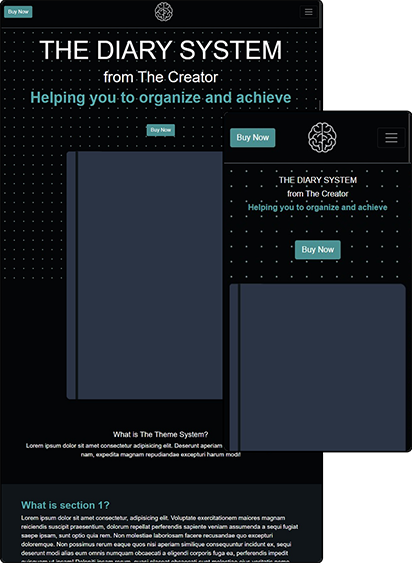 Buy Now
THE DIARY SYSTEM
from The Creator
Helping you to organize and achieve
Buy Now
What is The Theme System?
Lorem ipsum dolor sit amet consectetur adipisicing elit. Deserunt aperiam
nam, expedita magnam repudiandae excepturi harum modi!
What is section 1?
Lorem ipsum dolor sit amet consectetur, adipisicing elit. Voluptate exercitationem maiores magnam
reiciendis suscipit praesentium, dolorum repellat perferendis sapiente veniam assumenda a sequi fugiat
saepe ipsam, sunt optio quia rem. Non molestiae laboriosam facere recusandae quo excepturi
doloremque. Non possimus rerum eaque quos nisi aperiam similique consequuntur incidunt ex, sequi
deserunt modi alias eum omnis numquam obcaecati a eligendi corporis fuga ea, perferendis impedit
Buy Now
THE DIARY SYSTEM
from The Creator
Helping you to organize and achieve
Buy Now